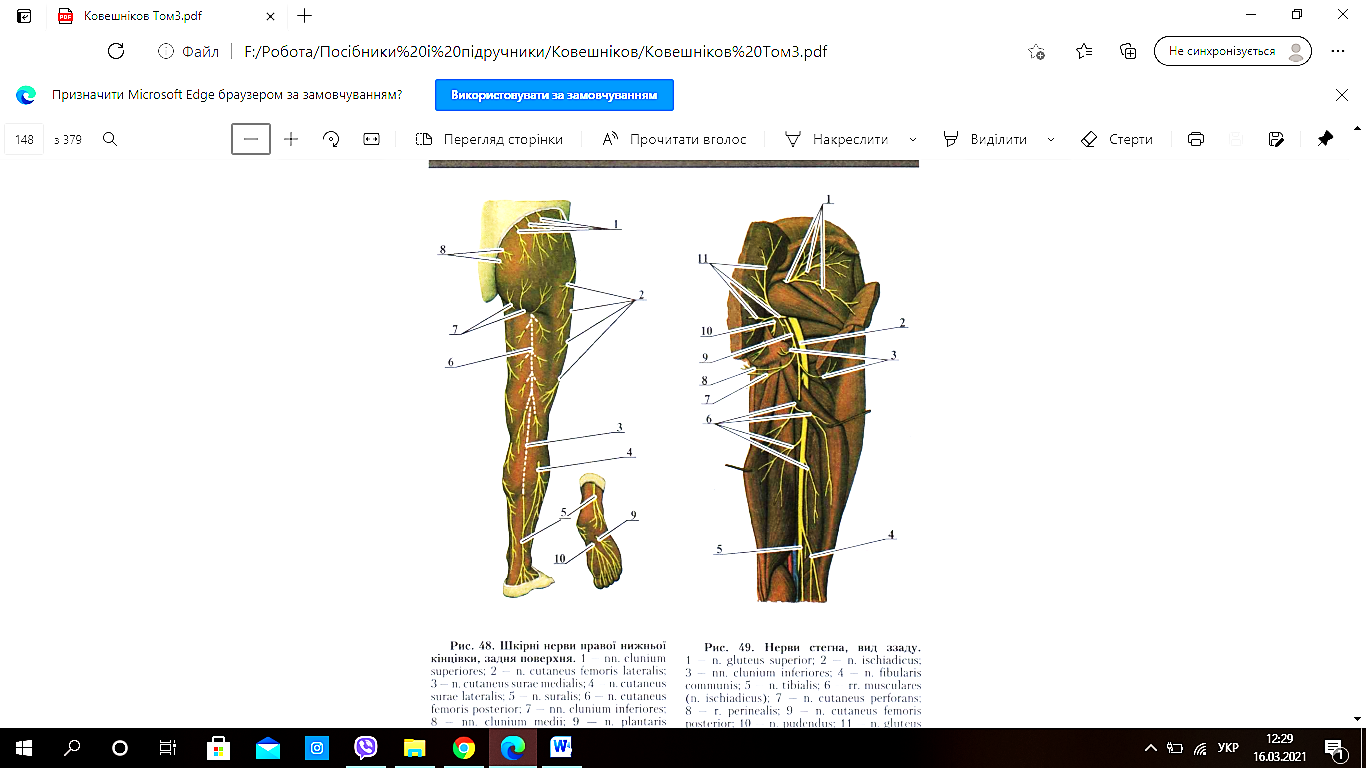 Ковешніков Том3.pdf
Файл
F:/Робота/Посібники%20і%20підручники/Ковешніков/Ковешніков%20Том3.pdf
Не синхронізується
Призначити Microsoft Edge браузером за замовчуванням?
Використовувати за замовчуванням
148 з 379
Перегляд сторінки
Прочитати вголос
Накреслити
Виділити
Стерти
1
8
2
7
6
3
4
5
9
10
1
11
10
2
9
3
8
7
6
5
4
Рис. 48. Шкірні нерви правої нижньої
кінцівки, задня поверхня. 1 — nn. clunium
superiores; 2 — n. cutaneus femoris lateralis;
3 — n. cutaneus surae medialis; 4 — n. cutaneus
surae lateralis; 5 — n. suralis; 6 — n. cutaneus
femoris posterior; 7 — nn. clunium inferiores;
8 — nn. clunium medii; 9 — n. plantaris
Рис. 49. Нерви стегна, вид ззаду.
1 — n. gluteus superior; 2 — n. ischiadicus;
3 — nn. clunium inferiores; 4 — n. fibularis
communis; 5 — n. tibialis; 6 — rr. musculares
(n. ischiadicus); 7 — n. cutaneus perforans;
8 — r. perinealis; 9 — n. cutaneus femoris
posterior; 10 — n. pudendus; 11 — n. gluteus
УКР
12:29
16.03.2021
1